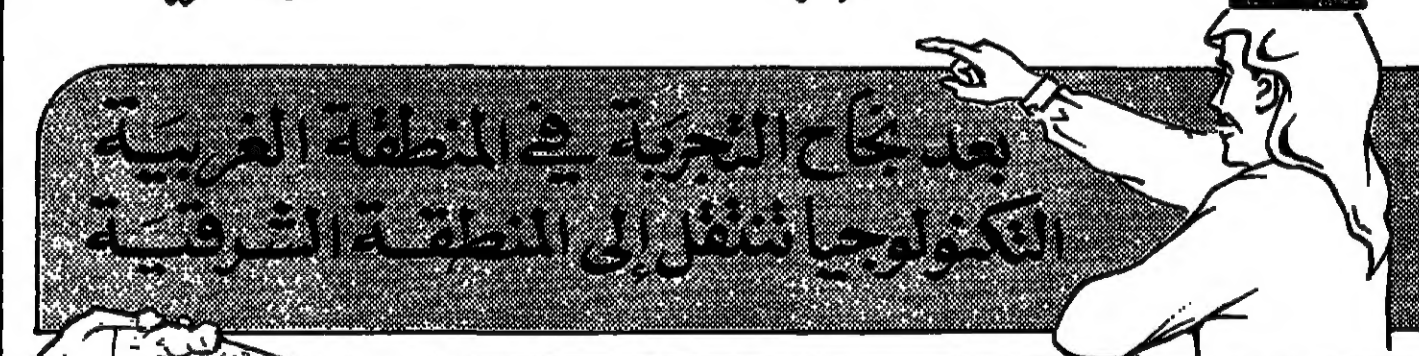 بعد نجاح التجربة في المنطقة الغربية
التكنولوجيا تنتقل إلى المنطقة الشرقية